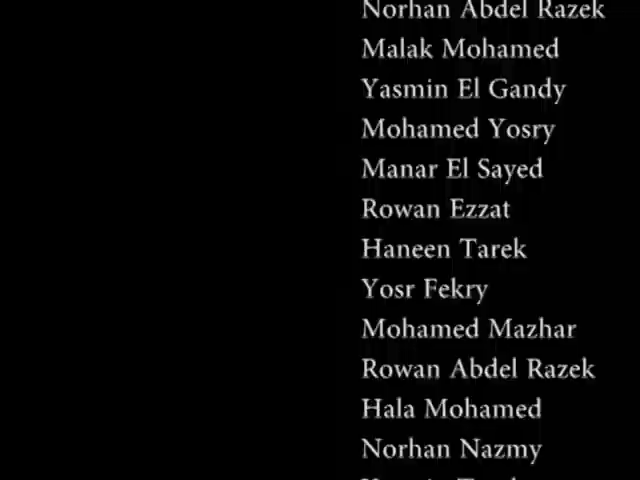 Norhan Abdel Razek
Malak Mohamed
Yasmin El Gandy
Mohamed Yosry
Manar El Sayed
Rowan Ezzat
Haneen Tarek
Yosr Fekry
Mohamed Mazhar
Rowan Abdel Razek
Hala Mohamed
Norhan Nazmy